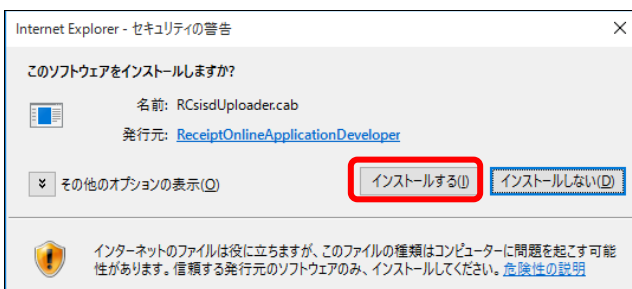 Internet Explorer - セキュリティの警告
このソフトウェアをインストールしますか?
名前: RCsisdUploader.cab
発行元: ReceiptOnlineApplicationDeveloper
その他のオプションの表示(O)
インストールする(I)
インストールしない(D)
インターネットのファイルは役に立ちますが、このファイルの種類はコンピューターに問題を起こす可能
性があります。信頼する発行元のソフトウェアのみ、インストールしてください。危険性の説明